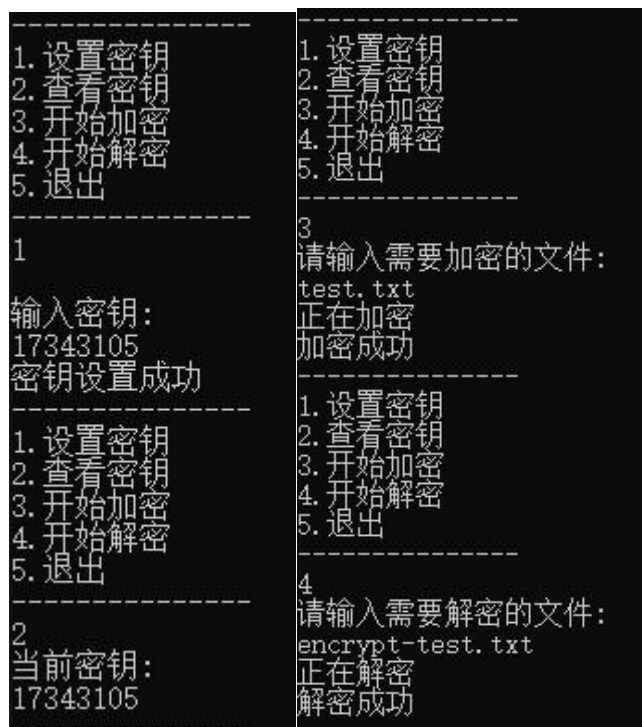 ---------------
1.设置密钥
2.查看密钥
3.开始加密
4.开始解密
5.退出
---------------
1
输入密钥:
17343105
密钥设置成功
---------------
1.设置密钥
2.查看密钥
3.开始加密
4.开始解密
5.退出
---------------
2
当前密钥:
17343105
---------------
1.设置密钥
2.查看密钥
3.开始加密
4.开始解密
5.退出
---------------
3
请输入需要加密的文件:
test.txt
正在加密
加密成功
---------------
1.设置密钥
2.查看密钥
3.开始加密
4.开始解密
5.退出
---------------
4
请输入需要解密的文件:
encrypt-test.txt
正在解密
解密成功